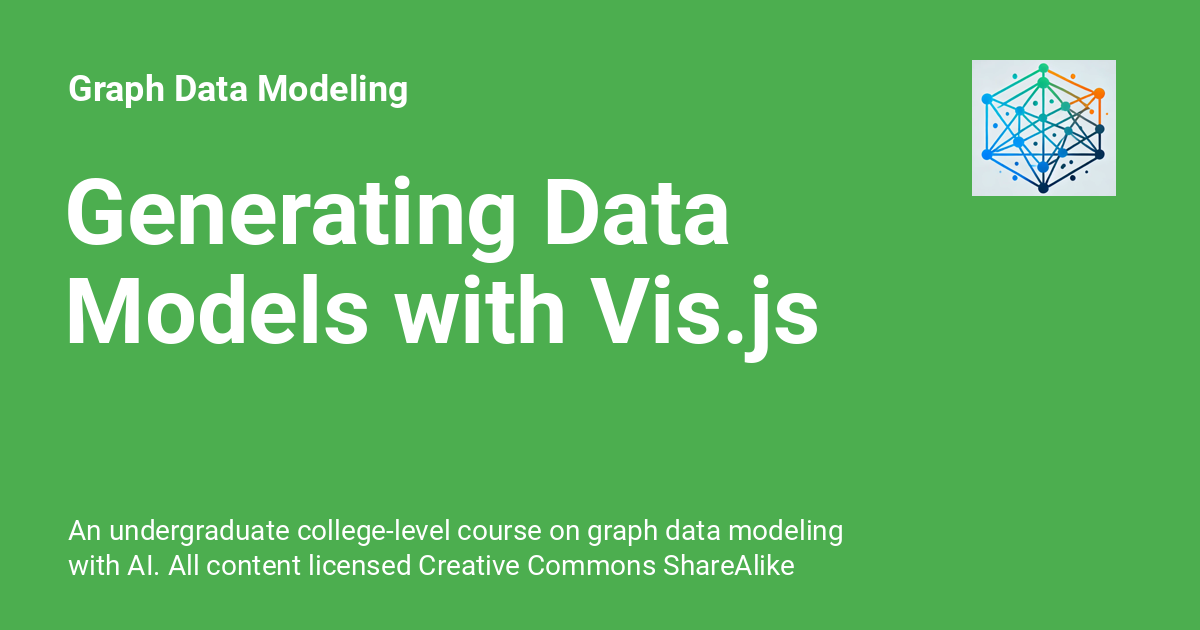 Graph Data Modeling
Generating Data
Models with Vis.js
An undergraduate college-level course on graph data modeling
with AI. All content licensed Creative Commons ShareAlike